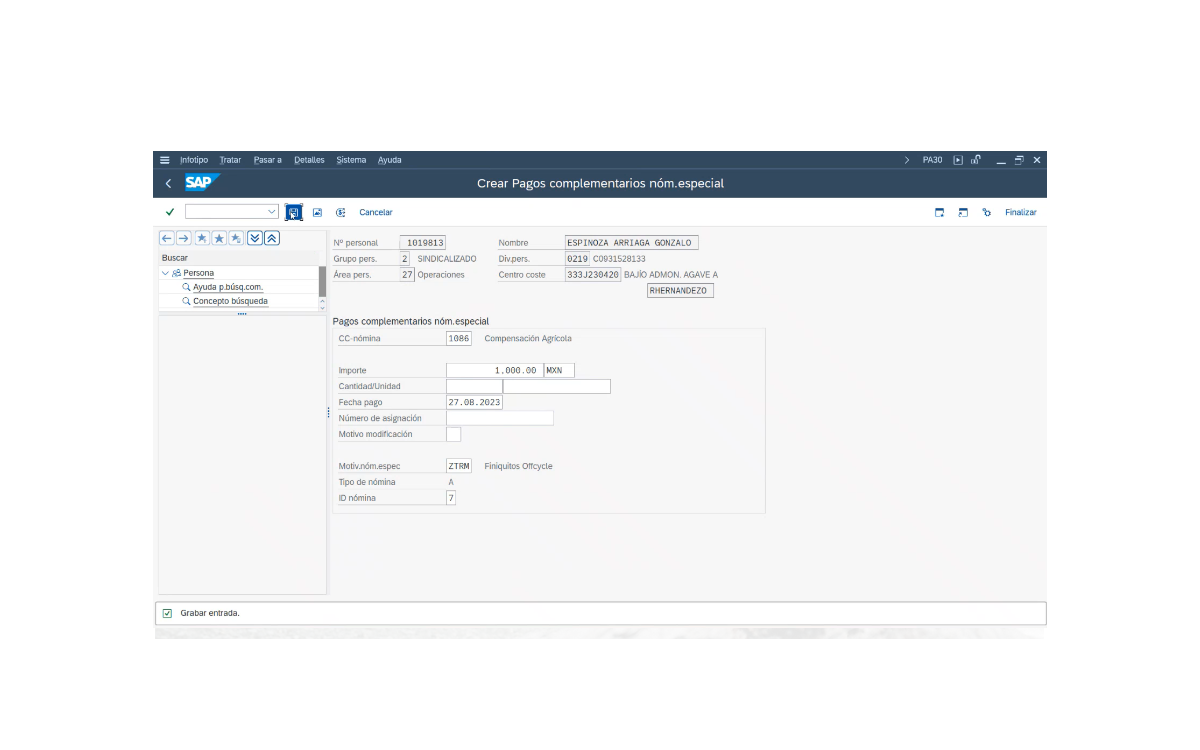 Infotipo Tratar Pasar a Detalles Sistema Ayuda PA30
SAP Crear Pagos complementarios nóm.especial
Cancelar Finalizar
Buscar
Persona
Ayuda p.búsq.com.
Concepto búsqueda
Nº personal 1019813 Nombre ESPINOZA ARRIAGA GONZALO
Grupo pers. 2 SINDICALIZADO Div.pers. 0219 C0931528133
Área pers. 27 Operaciones Centro coste 333J230420 BAJÍO ADMON. AGAVE A
RHERNANDEZO
Pagos complementarios nóm.especial
CC-nómina 1086 Compensación Agrícola
Importe 1,000.00 MXN
Cantidad/Unidad
Fecha pago 27.08.2023
Número de asignación
Motivo modificación
Motiv.nóm.espec ZTRM Finiquitos Offcycle
Tipo de nómina A
ID nómina 7
Grabar entrada.